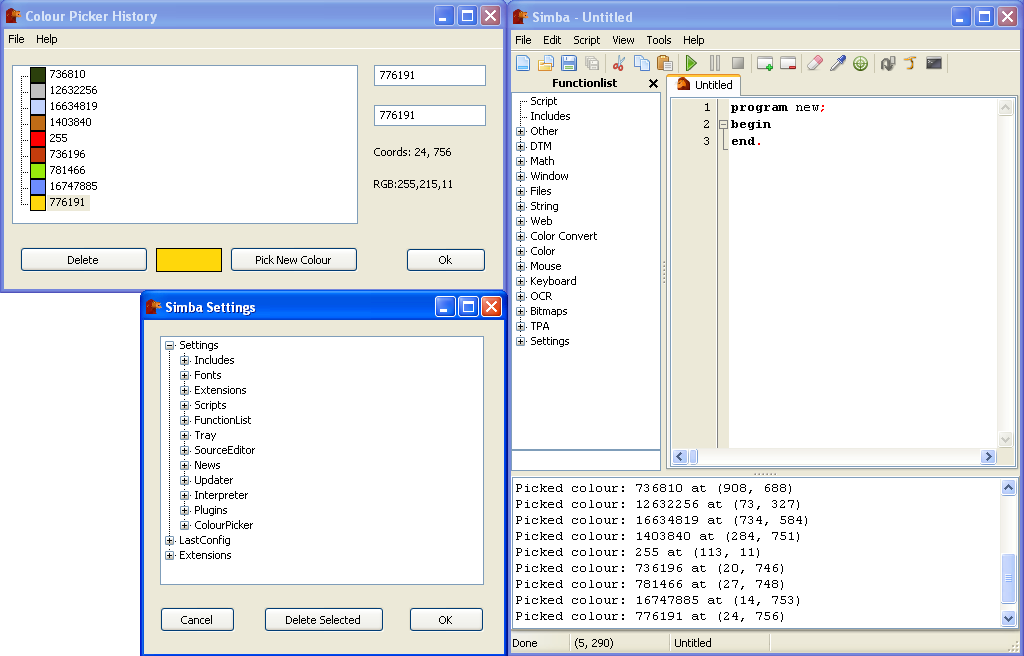 Colour Picker History
File Help
736810
12632256
16634819
1403840
255
736196
781466
16747885
776191
776191
776191
Coords: 24, 756
RGB:255,215,11
Delete
Pick New Colour
Ok
Simba Settings
Settings
Includes
Fonts
Extensions
Scripts
FunctionList
Tray
SourceEditor
News
Updater
Interpreter
Plugins
ColourPicker
LastConfig
Extensions
Cancel
Delete Selected
OK
Simba - Untitled
File Edit Script View Tools Help
Functionlist
Script
Includes
Other
DTM
Math
Window
Files
String
Web
Color Convert
Color
Mouse
Keyboard
OCR
Bitmaps
TPA
Settings
Untitled
1 program new;
2 begin
3 end.
Picked colour: 736810 at (908, 688)
Picked colour: 12632256 at (73, 327)
Picked colour: 16634819 at (734, 584)
Picked colour: 1403840 at (284, 751)
Picked colour: 255 at (113, 11)
Picked colour: 736196 at (20, 746)
Picked colour: 781466 at (27, 748)
Picked colour: 16747885 at (14, 753)
Picked colour: 776191 at (24, 756)
Done (5, 290) Untitled